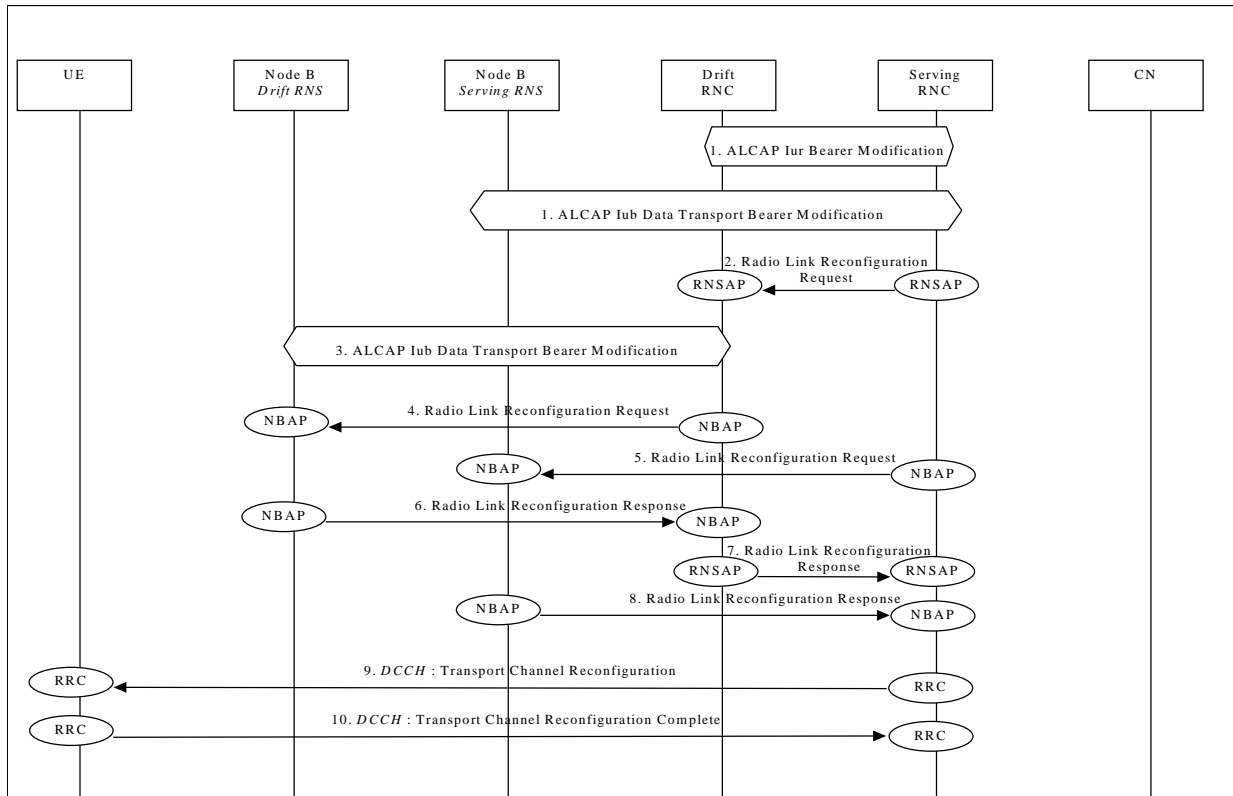 UE
Node B
Drift RNS
Node B
Serving RNS
Drift
RNC
Serving
RNC
CN
1. ALCAP Iur Bearer Modification
1. ALCAP Iub Data Transport Bearer Modification
2. Radio Link Reconfiguration
Request
RNSAP
RNSAP
3. ALCAP Iub Data Transport Bearer Modification
4. Radio Link Reconfiguration Request
NBAP
NBAP
5. Radio Link Reconfiguration Request
NBAP
NBAP
6. Radio Link Reconfiguration Response
NBAP
NBAP
7. Radio Link Reconfiguration
Response
RNSAP
RNSAP
8. Radio Link Reconfiguration Response
NBAP
NBAP
9. DCCH : Transport Channel Reconfiguration
RRC
RRC
10. DCCH : Transport Channel Reconfiguration Complete
RRC
RRC